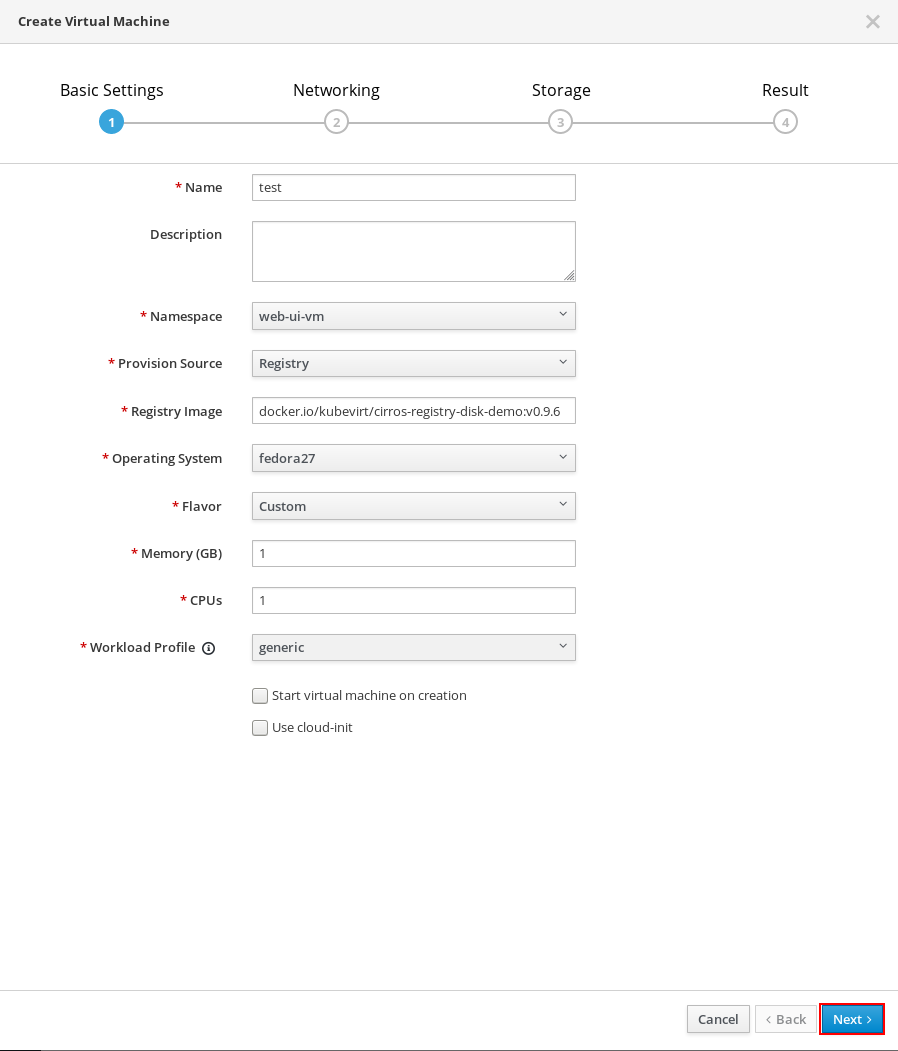 Create Virtual Machine
Basic Settings Networking Storage Result
1 2 3 4
* Name test
Description
* Namespace web-ui-vm
* Provision Source Registry
* Registry Image docker.io/kubevirt/cirros-registry-disk-demo:v0.9.6
* Operating System fedora27
* Flavor Custom
* Memory (GB) 1
* CPUs 1
* Workload Profile generic
Start virtual machine on creation
Use cloud-init
Cancel < Back Next >